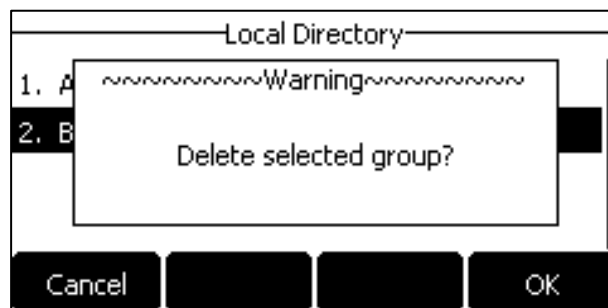 Local Directory
~~~~~~~~~Warning~~~~~~~~~
1. A
2. B
Delete selected group?
Cancel
OK